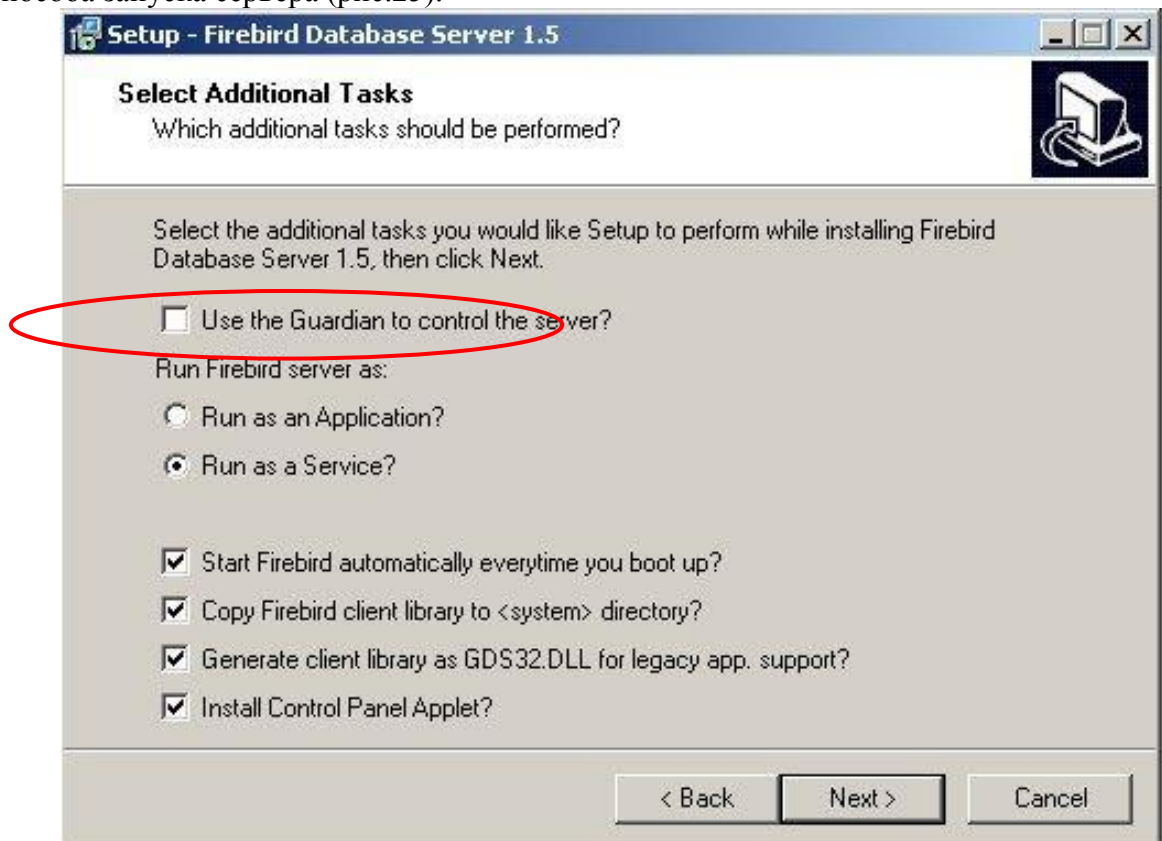 запуска сервера (рис.25).
Setup - Firebird Database Server 1.5
Select Additional Tasks
Which additional tasks should be performed?
Select the additional tasks you would like Setup to perform while installing Firebird
Database Server 1.5, then click Next.
Use the Guardian to control the server?
Run Firebird server as:
Run as an Application?
Run as a Service?
Start Firebird automatically everytime you boot up?
Copy Firebird client library to <system> directory?
Generate client library as GDS32.DLL for legacy app. support?
Install Control Panel Applet?
< Back
Next >
Cancel